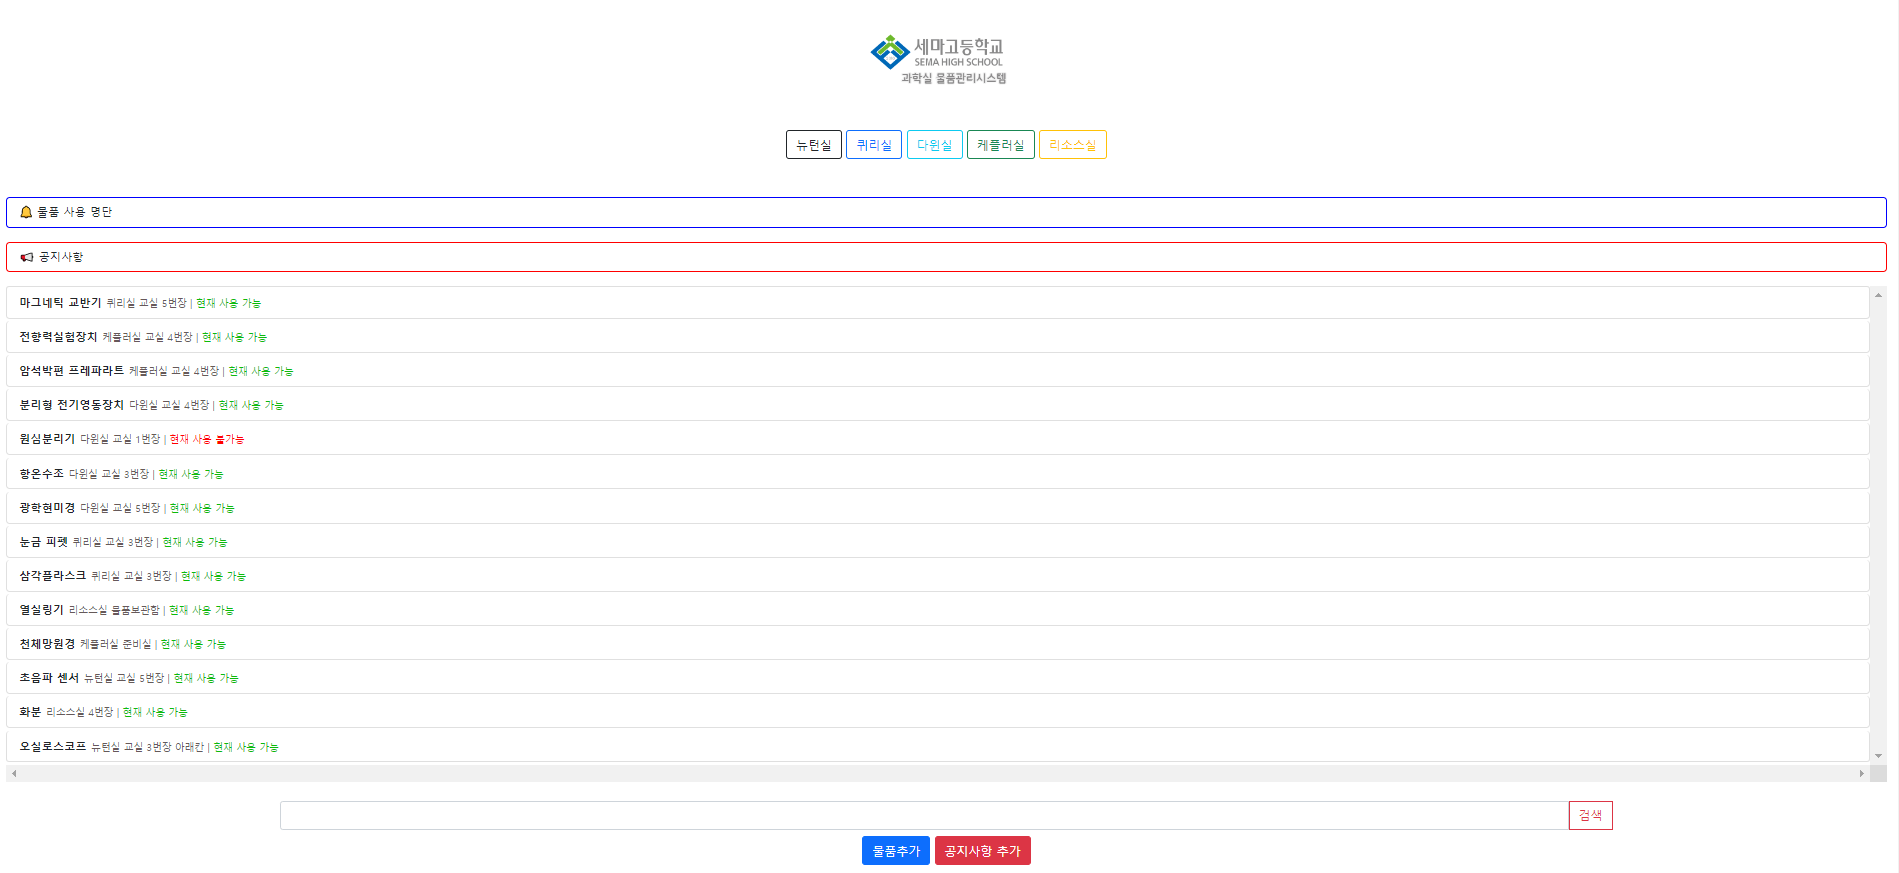 세마고등학교
SEMA HIGH SCHOOL
과학실 물품관리시스템
뉴턴실 퀴리실 다윈실 케플러실 리소스실
물품 사용 명단
공지사항
마그네틱 교반기 퀴리실 교실 5번장 | 현재 사용 가능
전향력실험장치 케플러실 교실 4번장 | 현재 사용 가능
암석박편 프레파라트 케플러실 교실 4번장 | 현재 사용 가능
분리형 전기영동장치 다윈실 교실 4번장 | 현재 사용 가능
원심분리기 다윈실 교실 1번장 | 현재 사용 불가능
항온수조 다윈실 교실 3번장 | 현재 사용 가능
광학현미경 다윈실 교실 5번장 | 현재 사용 가능
눈금 피펫 퀴리실 교실 3번장 | 현재 사용 가능
삼각플라스크 퀴리실 교실 3번장 | 현재 사용 가능
열실링기 리소스실 물품보관함 | 현재 사용 가능
천체망원경 케플러실 준비실 | 현재 사용 가능
초음파 센서 뉴턴실 교실 5번장 | 현재 사용 가능
화분 리소스실 4번장 | 현재 사용 가능
오실로스코프 뉴턴실 교실 3번장 아래칸 | 현재 사용 가능
검색
물품추가 공지사항 추가